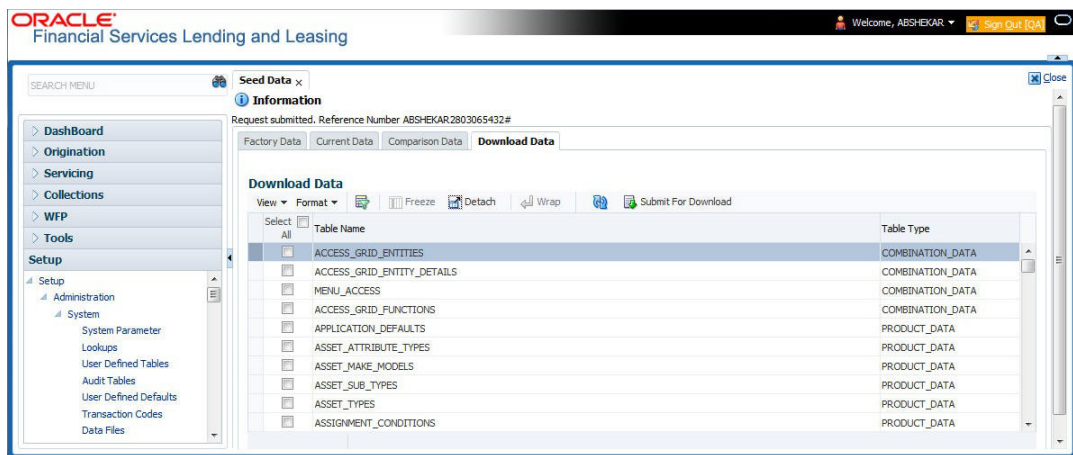 ORACLE
Financial Services Lending and Leasing
Welcome, ABSHEKAR
Sign Out [QA]
SEARCH MENU
DashBoard
Origination
Servicing
Collections
WFP
Tools
Setup
Setup
Administration
System
System Parameter
Lookups
User Defined Tables
Audit Tables
User Defined Defaults
Transaction Codes
Data Files
Seed Data x
Close
Information
Request submitted. Reference Number ABSHEKAR2803065432#
Factory Data Current Data Comparison Data Download Data
Download Data
View Format Freeze Detach Wrap Submit For Download
Select All Table Name Table Type
ACCESS_GRID_ENTITIES COMBINATION_DATA
ACCESS_GRID_ENTITY_DETAILS COMBINATION_DATA
MENU_ACCESS COMBINATION_DATA
ACCESS_GRID_FUNCTIONS COMBINATION_DATA
APPLICATION_DEFAULTS PRODUCT_DATA
ASSET_ATTRIBUTE_TYPES PRODUCT_DATA
ASSET_MAKE_MODELS PRODUCT_DATA
ASSET_SUB_TYPES PRODUCT_DATA
ASSET_TYPES PRODUCT_DATA
ASSIGNMENT_CONDITIONS PRODUCT_DATA